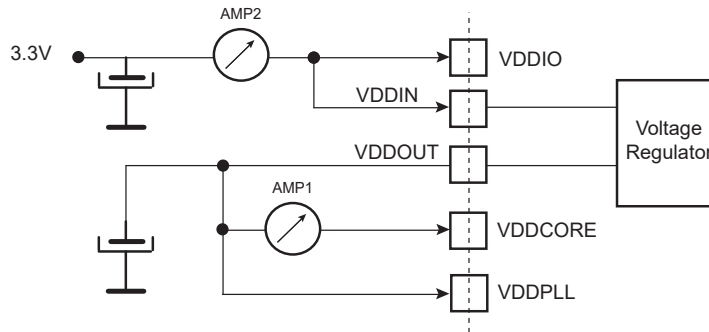 AMP2
3.3V
VDDIO
VDDIN
Voltage
Regulator
VDDOUT
AMP1
VDDCORE
VDDPLL